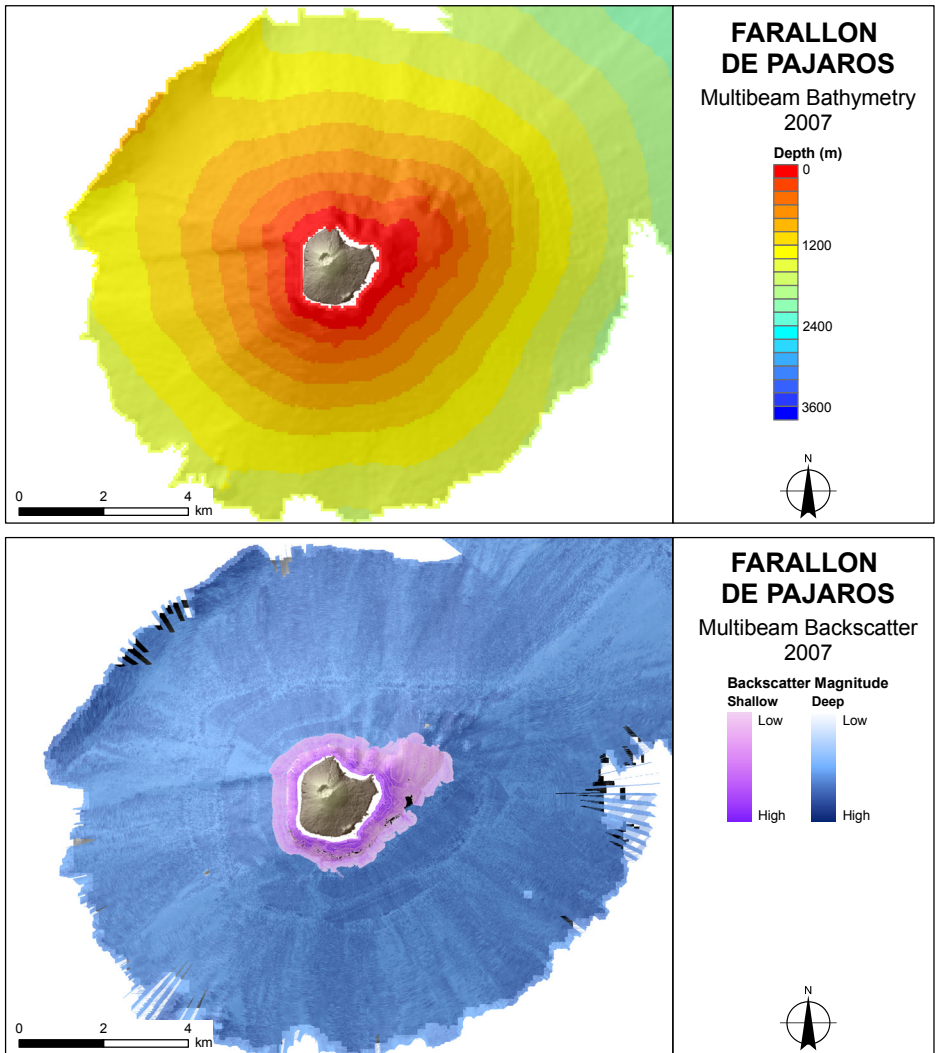 FARALLON
DE PAJAROS
Multibeam Bathymetry
2007
Depth (m)
0
1200
2400
3600
N
0 2 4
km
FARALLON
DE PAJAROS
Multibeam Backscatter
2007
Backscatter Magnitude
Shallow Deep
Low Low
High High
N
0 2 4
km